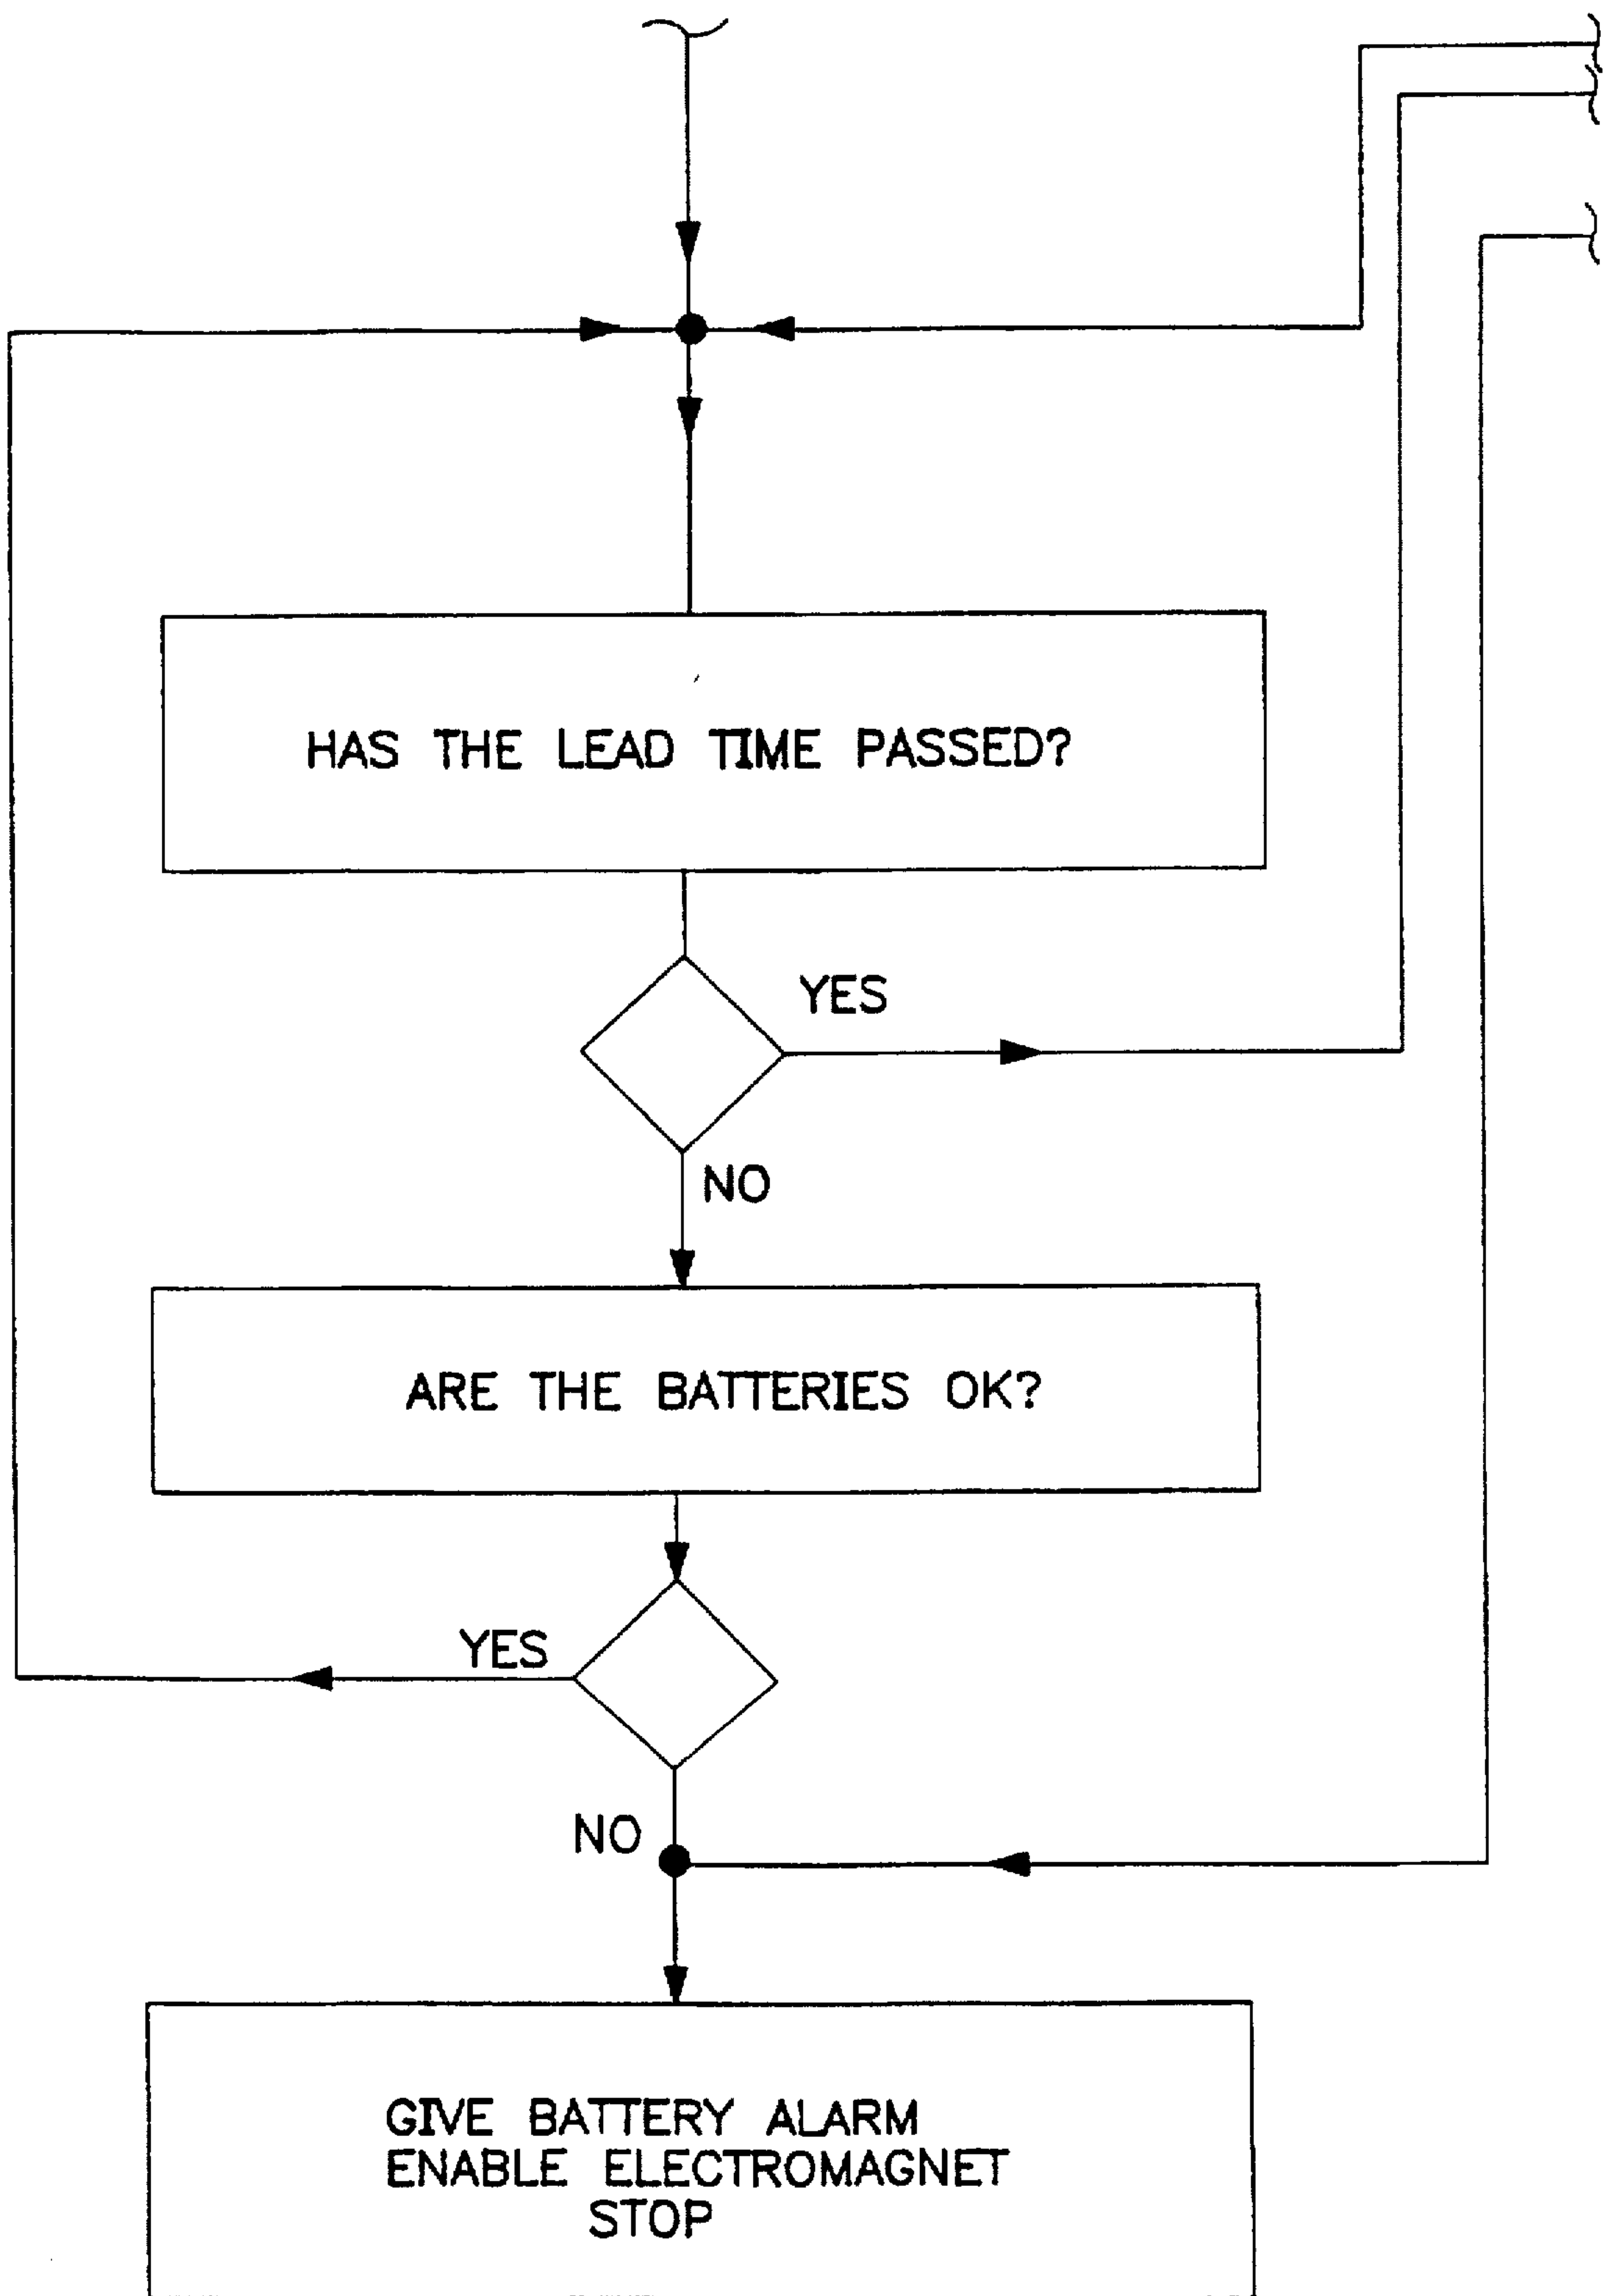 HAS THE LEAD TIME PASSED?
YES
NO
ARE THE BATTERIES OK?
YES
NO
GIVE BATTERY ALARM
ENABLE ELECTROMAGNET
STOP